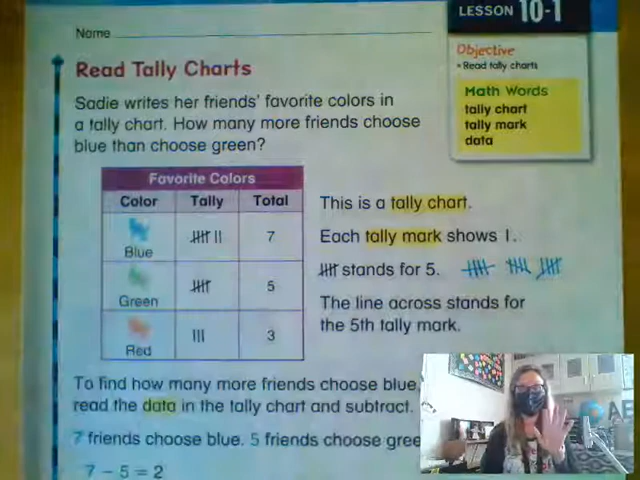 LESSON 10-1
Name
Objective
• Read tally charts
Math Words
tally chart
tally mark
data
Read Tally Charts
Sadie writes her friends' favorite colors in
a tally chart. How many more friends choose
blue than choose green?
Favorite Colors
Color Tally Total
Blue 7
Green 5
Red 3
This is a tally chart.
Each tally mark shows 1.
stands for 5.
The line across stands for
the 5th tally mark.
To find how many more friends choose blue,
read the data in the tally chart and subtract.
7 friends choose blue. 5 friends choose gree
7 − 5 = 2